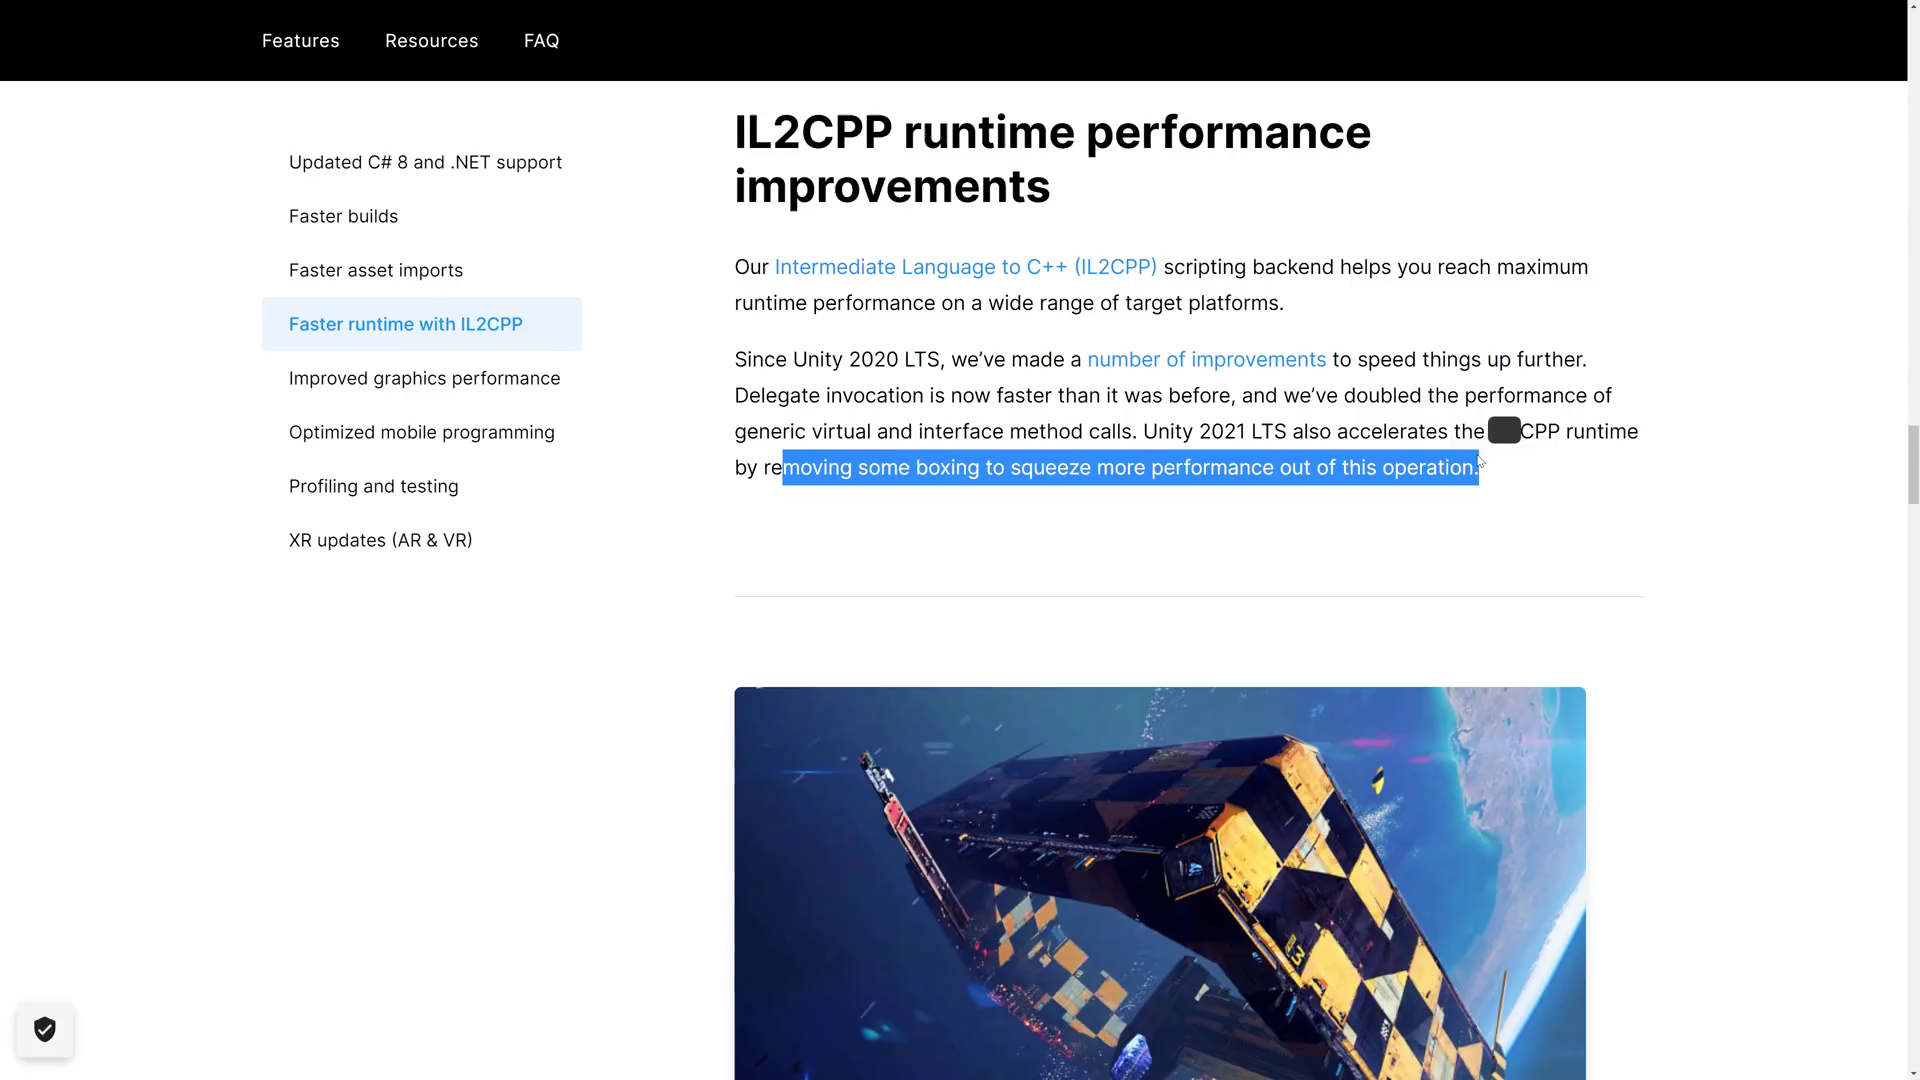 Features Resources FAQ
Updated C# 8 and .NET support
Faster builds
Faster asset imports
Faster runtime with IL2CPP
Improved graphics performance
Optimized mobile programming
Profiling and testing
XR updates (AR & VR)
IL2CPP runtime performance
improvements
Our Intermediate Language to C++ (IL2CPP) scripting backend helps you reach maximum
runtime performance on a wide range of target platforms.
Since Unity 2020 LTS, we’ve made a number of improvements to speed things up further.
Delegate invocation is now faster than it was before, and we’ve doubled the performance of
generic virtual and interface method calls. Unity 2021 LTS also accelerates the CPP runtime
by removing some boxing to squeeze more performance out of this operation.